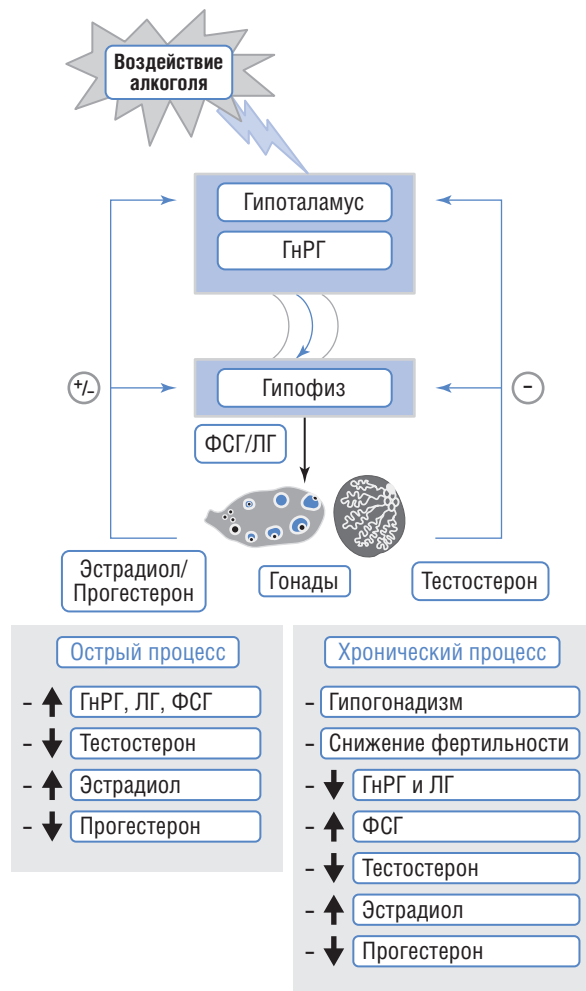 Воздействие
алкоголя
Гипоталамус
ГнРГ
+/-
Гипофиз
-
ФСГ/ЛГ
Эстрадиол/
Прогестерон
Гонады
Тестостерон
Острый процесс
- ГнРГ, ЛГ, ФСГ
- Тестостерон
- Эстрадиол
- Прогестерон
Хронический процесс
- Гипогонадизм
- Снижение фертильности
- ГнРГ и ЛГ
- ФСГ
- Тестостерон
- Эстрадиол
- Прогестерон